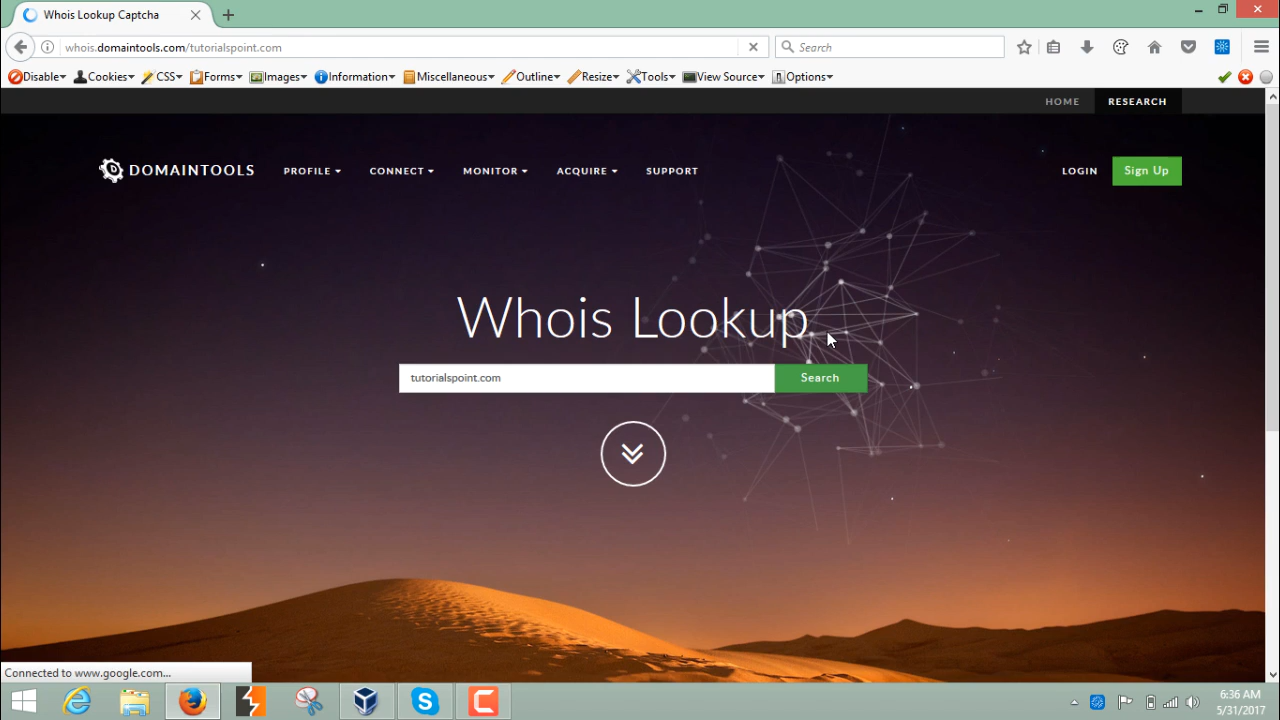 Whois Lookup Captcha
whois.domaintools.com/tutorialspoint.com
Search
Disable Cookies CSS Forms Images Information Miscellaneous Outline Resize Tools View Source Options
HOME RESEARCH
DOMAINTOOLS PROFILE CONNECT MONITOR ACQUIRE SUPPORT LOGIN Sign Up
Whois Lookup
tutorialspoint.com Search
Connected to www.google.com...
6:36 AM
5/31/2017